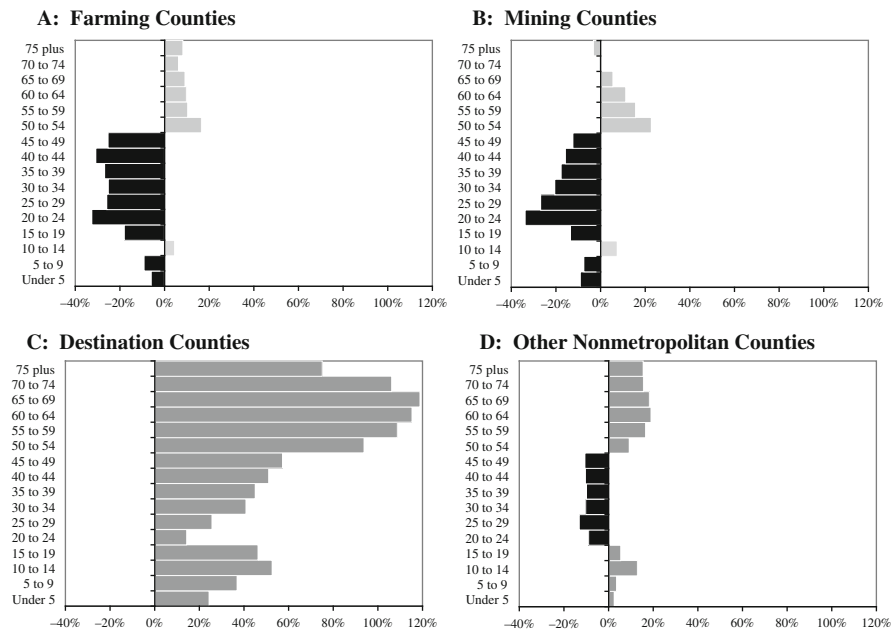 A: Farming Counties
75 plus
70 to 74
65 to 69
60 to 64
55 to 59
50 to 54
45 to 49
40 to 44
35 to 39
30 to 34
25 to 29
20 to 24
15 to 19
10 to 14
5 to 9
Under 5
−40% −20% 0% 20% 40% 60% 80% 100% 120%
B: Mining Counties
75 plus
70 to 74
65 to 69
60 to 64
55 to 59
50 to 54
45 to 49
40 to 44
35 to 39
30 to 34
25 to 29
20 to 24
15 to 19
10 to 14
5 to 9
Under 5
−40% −20% 0% 20% 40% 60% 80% 100% 120%
C: Destination Counties
75 plus
70 to 74
65 to 69
60 to 64
55 to 59
50 to 54
45 to 49
40 to 44
35 to 39
30 to 34
25 to 29
20 to 24
15 to 19
10 to 14
5 to 9
Under 5
−40% −20% 0% 20% 40% 60% 80% 100% 120%
D: Other Nonmetropolitan Counties
75 plus
70 to 74
65 to 69
60 to 64
55 to 59
50 to 54
45 to 49
40 to 44
35 to 39
30 to 34
25 to 29
20 to 24
15 to 19
10 to 14
5 to 9
Under 5
−40% −20% 0% 20% 40% 60% 80% 100% 120%